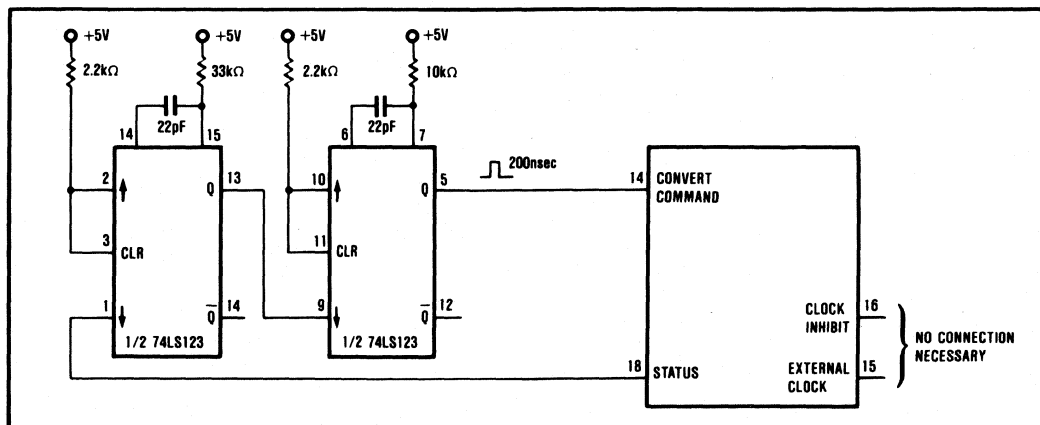 +5V +5V +5V +5V
2.2kΩ 33kΩ 2.2kΩ 10kΩ
22pF 22pF
14 15 6 7
2 Q 13 10 Q 5 200nsec 14 CONVERT
COMMAND
3 CLR 11 CLR
1 Q 14 9 Q 12 CLOCK 16
INHIBIT
NO CONNECTION
NECESSARY
1/2 74LS123 1/2 74LS123
18 STATUS EXTERNAL 15
CLOCK